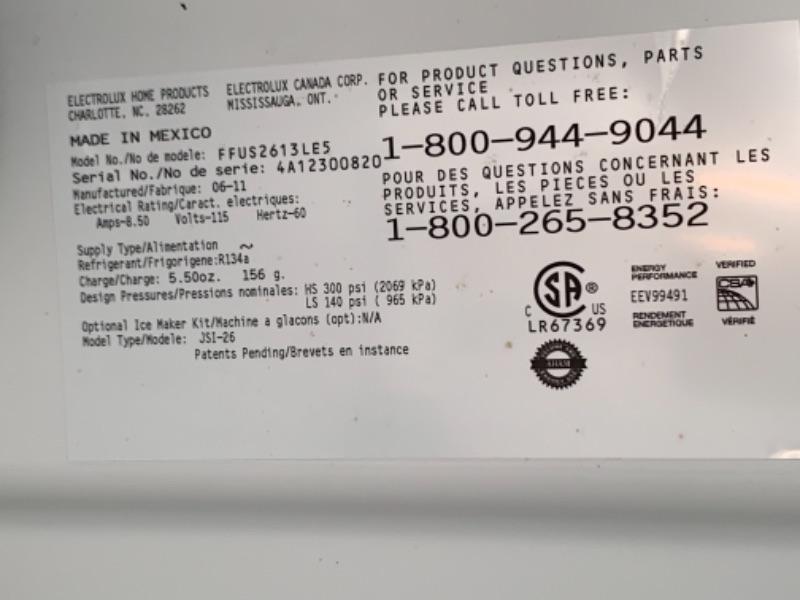 ELECTROLUX HOME PRODUCTS
CHARLOTTE, NC. 28262
ELECTROLUX CANADA CORP.
MISSISSAUGA, ONT.
MADE IN MEXICO
Model No./No de modele: FFUS2613LE5
Serial No./No de serie: 4A12300820
Manufactured/Fabrique: 06-11
Electrical Rating/Caract. electriques:
Amps-8.50 Volts-115 Hertz-60
FOR PRODUCT QUESTIONS, PARTS
OR SERVICE
PLEASE CALL TOLL FREE:
1-800-944-9044
POUR DES QUESTIONS CONCERNANT LES
PRODUITS, LES PIECES OU LES
SERVICES, APPELEZ SANS FRAIS:
1-800-265-8352
Supply Type/Alimentation ~
Refrigerant/Frigorigene:R134a
Charge/Charge: 5.50oz. 156 g.
Design Pressures/Pressions nominales: HS 300 psi (2069 kPa)
LS 140 psi ( 965 kPa)
Optional Ice Maker Kit/Machine a glacons (opt):N/A
Model Type/Modele: JSI-26
Patents Pending/Brevets en instance
C SA ® US
LR67369
ENERGY
PERFORMANCE
EEV99491
RENDEMENT
ENERGETIQUE
VERIFIED
CSA
VERIFIÉ